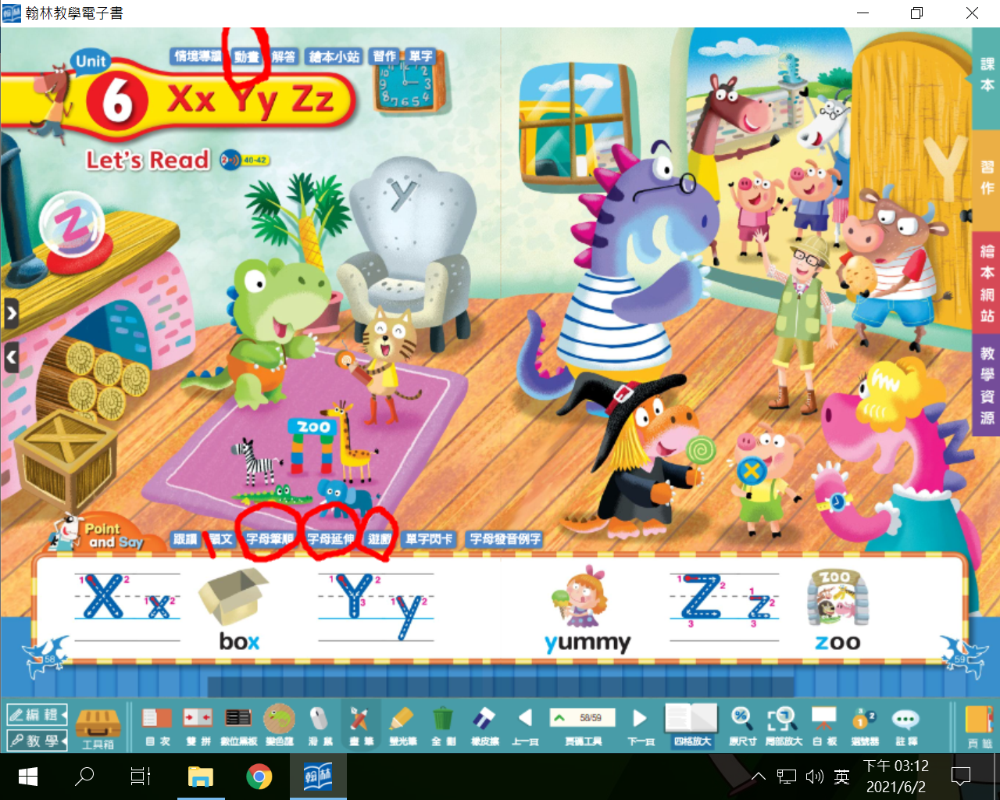 翰林教學電子書
Unit
6 Xx Yy Zz
情境導讀 動畫 解答 繪本小站 習作 單字
Let's Read 2 40-42
Y
Z
y
ZOO
課本
習作
繪本網站
教學資源
Point
and Say
跟讀 課文 字母筆順 字母延伸 遊戲 單字閃卡 字母發音例字
X x Y y Z z
ZOO
box yummy zoo
58 59
編輯
教學
工具箱
目次 雙拼 數位黑板 變色龍 滑鼠 畫筆 螢光筆 全刪 橡皮擦 上一頁 58/59 頁碼工具 下一頁 四格放大 原尺寸 局部放大 白板 選號器 註釋 頁籤
翰林
英
下午 03:12
2021/6/2